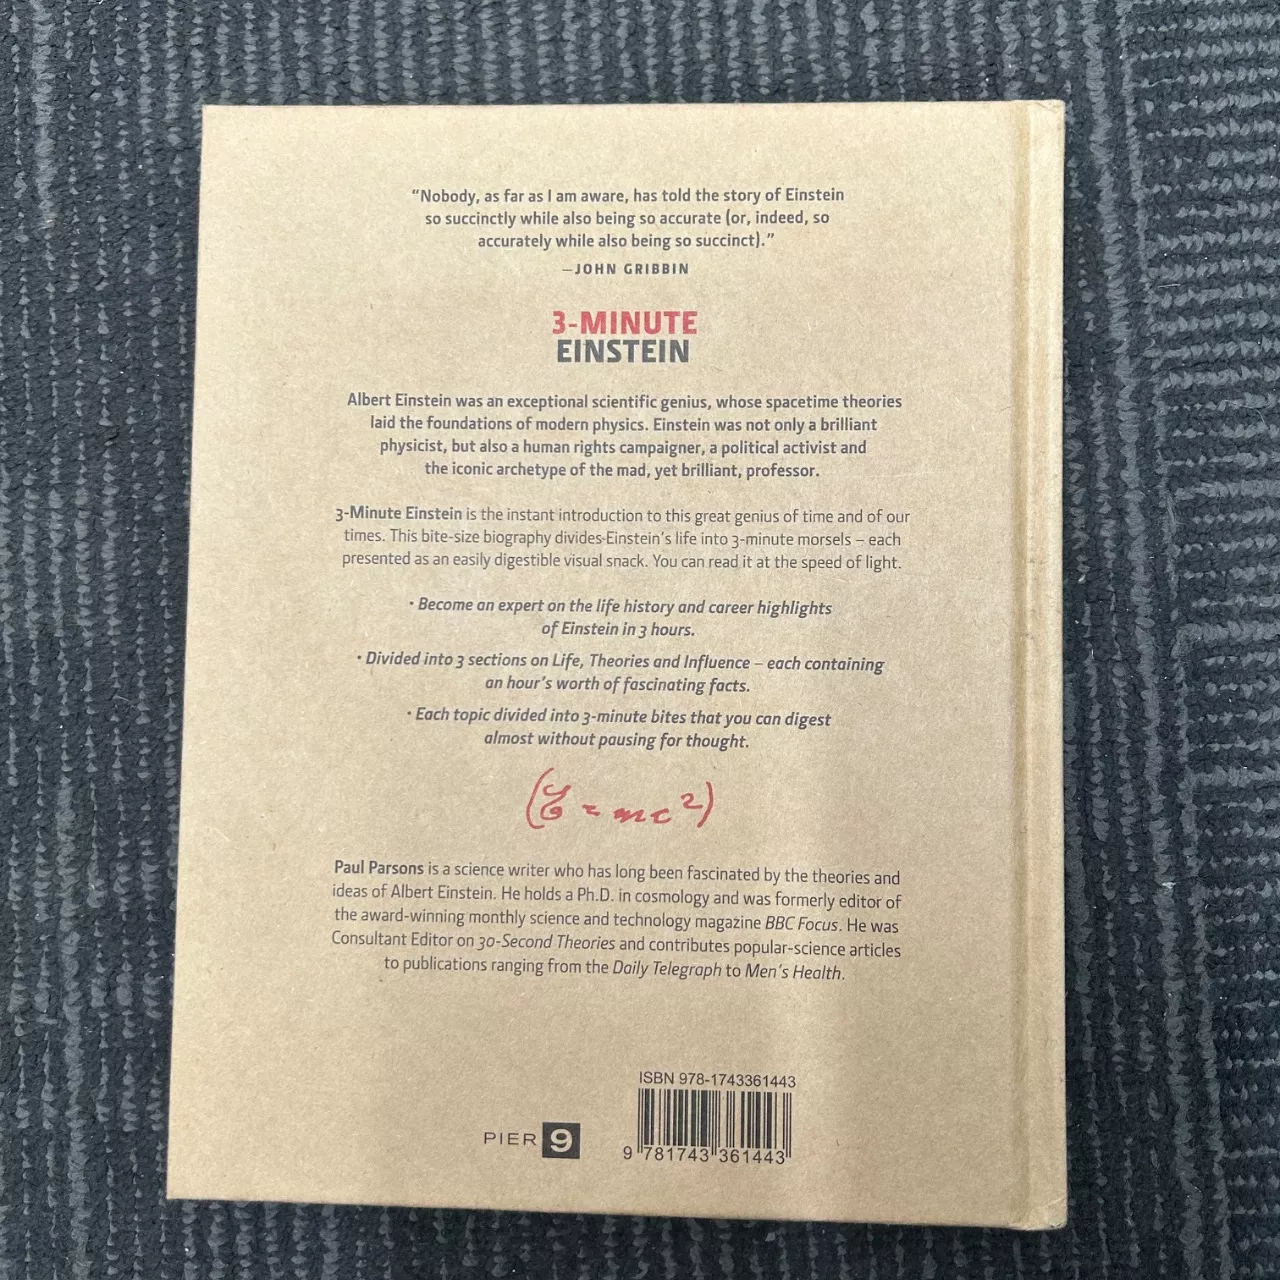 “Nobody, as far as I am aware, has told the story of Einstein
so succinctly while also being so accurate (or, indeed, so
accurately while also being so succinct).”
—JOHN GRIBBIN
3-MINUTE
EINSTEIN
Albert Einstein was an exceptional scientific genius, whose spacetime theories
laid the foundations of modern physics. Einstein was not only a brilliant
physicist, but also a human rights campaigner, a political activist and
the iconic archetype of the mad, yet brilliant, professor.
3-Minute Einstein is the instant introduction to this great genius of time and of our
times. This bite-size biography divides Einstein’s life into 3-minute morsels – each
presented as an easily digestible visual snack. You can read it at the speed of light.
• Become an expert on the life history and career highlights
of Einstein in 3 hours.
• Divided into 3 sections on Life, Theories and Influence – each containing
an hour’s worth of fascinating facts.
• Each topic divided into 3-minute bites that you can digest
almost without pausing for thought.
(E = mc²)
Paul Parsons is a science writer who has long been fascinated by the theories and
ideas of Albert Einstein. He holds a Ph.D. in cosmology and was formerly editor of
the award-winning monthly science and technology magazine BBC Focus. He was
Consultant Editor on 30-Second Theories and contributes popular-science articles
to publications ranging from the Daily Telegraph to Men’s Health.
ISBN 978-1743361443
PIER 9
9 781743 361443